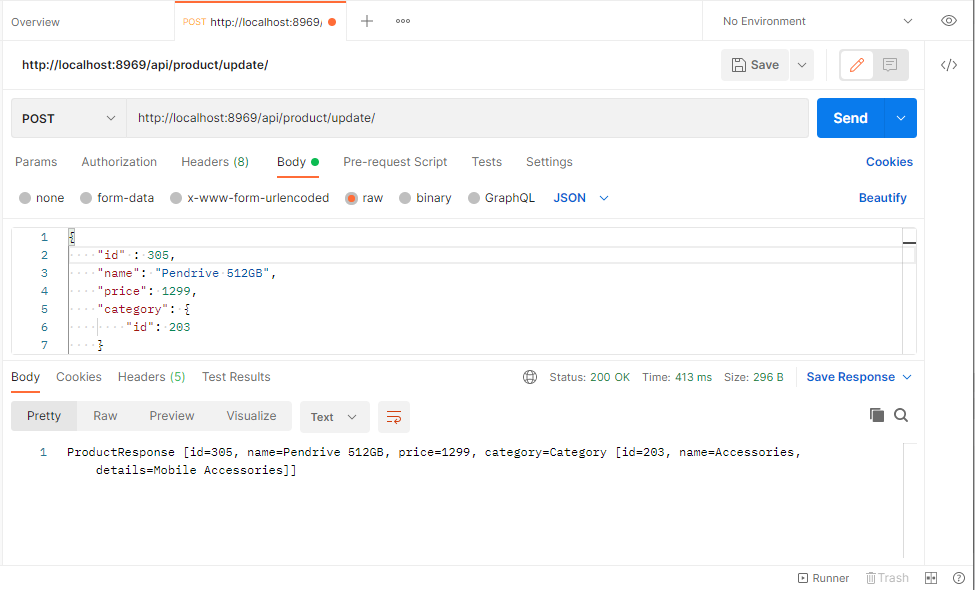 Overview
POST http://localhost:8969/
No Environment
http://localhost:8969/api/product/update/
Save
POST
http://localhost:8969/api/product/update/
Send
Params Authorization Headers (8) Body Pre-request Script Tests Settings Cookies
none form-data x-www-form-urlencoded raw binary GraphQL JSON Beautify
1 {
2 "id" : 305,
3 "name": "Pendrive 512GB",
4 "price": 1299,
5 "category": {
6 "id": 203
7 }
Body Cookies Headers (5) Test Results Status: 200 OK Time: 413 ms Size: 296 B Save Response
Pretty Raw Preview Visualize Text
1 ProductResponse [id=305, name=Pendrive 512GB, price=1299, category=Category [id=203, name=Accessories,
details=Mobile Accessories]]
Runner Trash